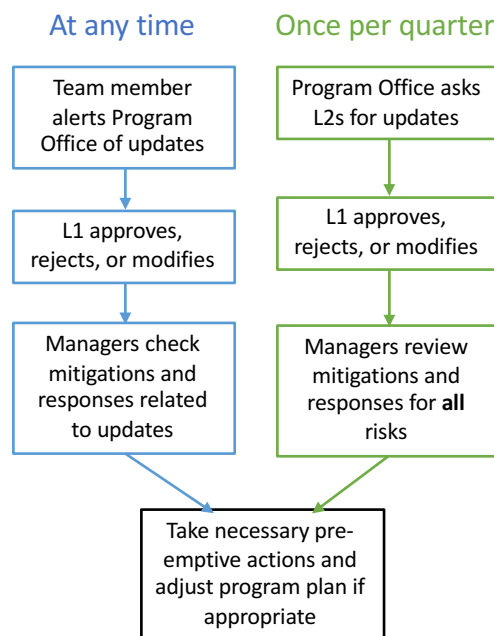 At any time
Team member
alerts Program
Office of updates
L1 approves,
rejects, or modifies
Managers check
mitigations and
responses related
to updates
Once per quarter
Program Office asks
L2s for updates
L1 approves,
rejects, or modifies
Managers review
mitigations and
responses for all
risks
Take necessary pre-
emptive actions and
adjust program plan if
appropriate